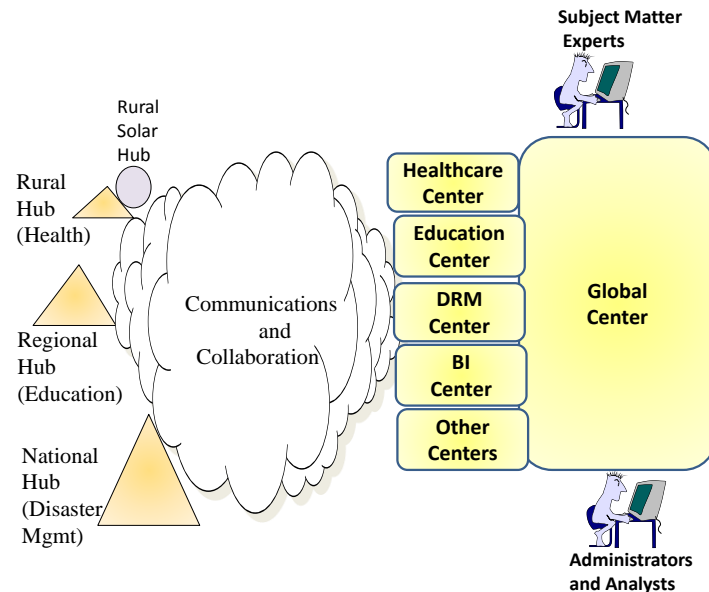 Subject Matter
Experts
Rural
Solar
Hub
Rural
Hub
(Health)
Regional
Hub
(Education)
National
Hub
(Disaster
Mgmt)
Communications
and
Collaboration
Healthcare
Center
Education
Center
DRM
Center
BI
Center
Other
Centers
Global
Center
Administrators
and Analysts